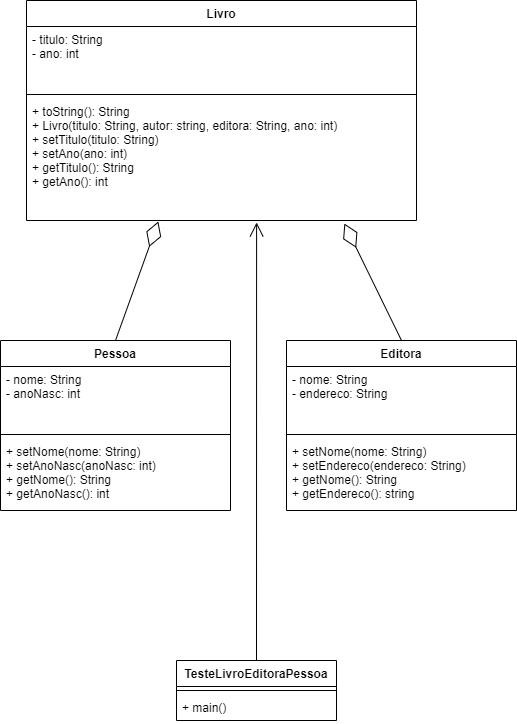 Livro
- titulo: String
- ano: int
+ toString(): String
+ Livro(titulo: String, autor: string, editora: String, ano: int)
+ setTitulo(titulo: String)
+ setAno(ano: int)
+ getTitulo(): String
+ getAno(): int
Pessoa
- nome: String
- anoNasc: int
+ setNome(nome: String)
+ setAnoNasc(anoNasc: int)
+ getNome(): String
+ getAnoNasc(): int
Editora
- nome: String
- endereco: String
+ setNome(nome: String)
+ setEndereco(endereco: String)
+ getNome(): String
+ getEndereco(): string
TesteLivroEditoraPessoa
+ main()